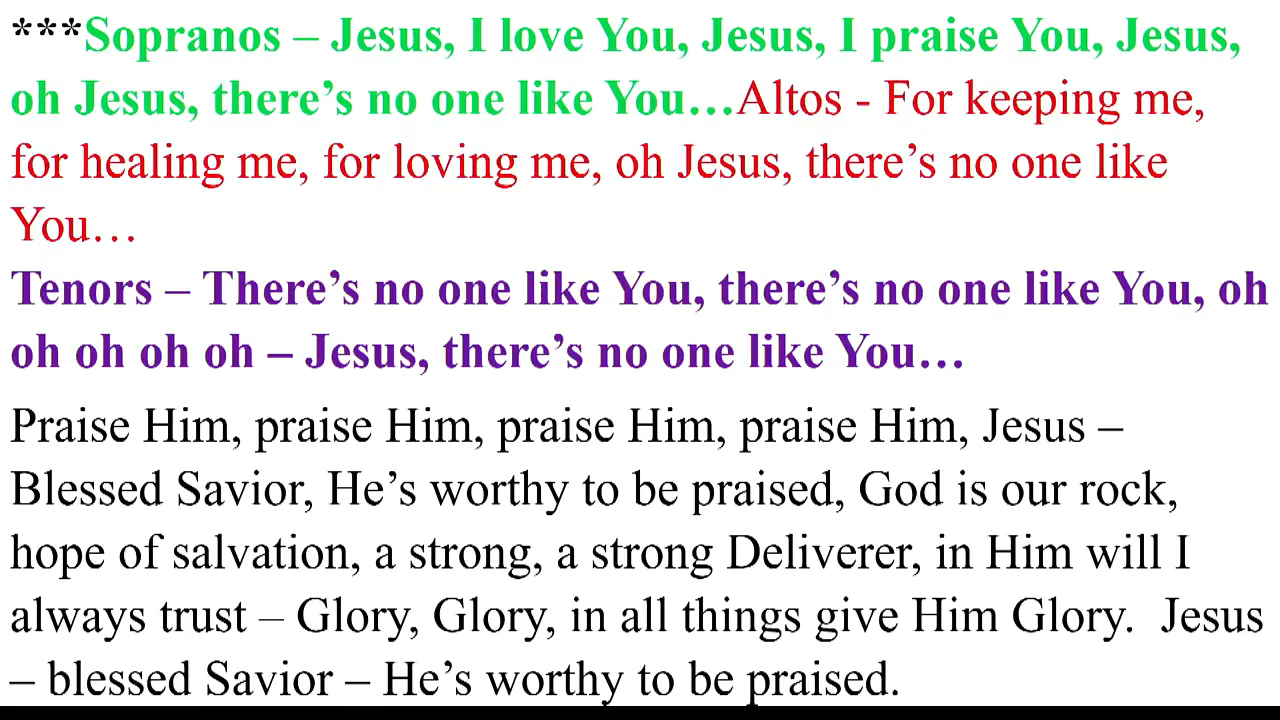 ***Sopranos – Jesus, I love You, Jesus, I praise You, Jesus,
oh Jesus, there’s no one like You…Altos - For keeping me,
for healing me, for loving me, oh Jesus, there’s no one like
You…
Tenors – There’s no one like You, there’s no one like You, oh
oh oh oh oh – Jesus, there’s no one like You…
Praise Him, praise Him, praise Him, praise Him, Jesus –
Blessed Savior, He’s worthy to be praised, God is our rock,
hope of salvation, a strong, a strong Deliverer, in Him will I
always trust – Glory, Glory, in all things give Him Glory.  Jesus
– blessed Savior – He’s worthy to be praised.